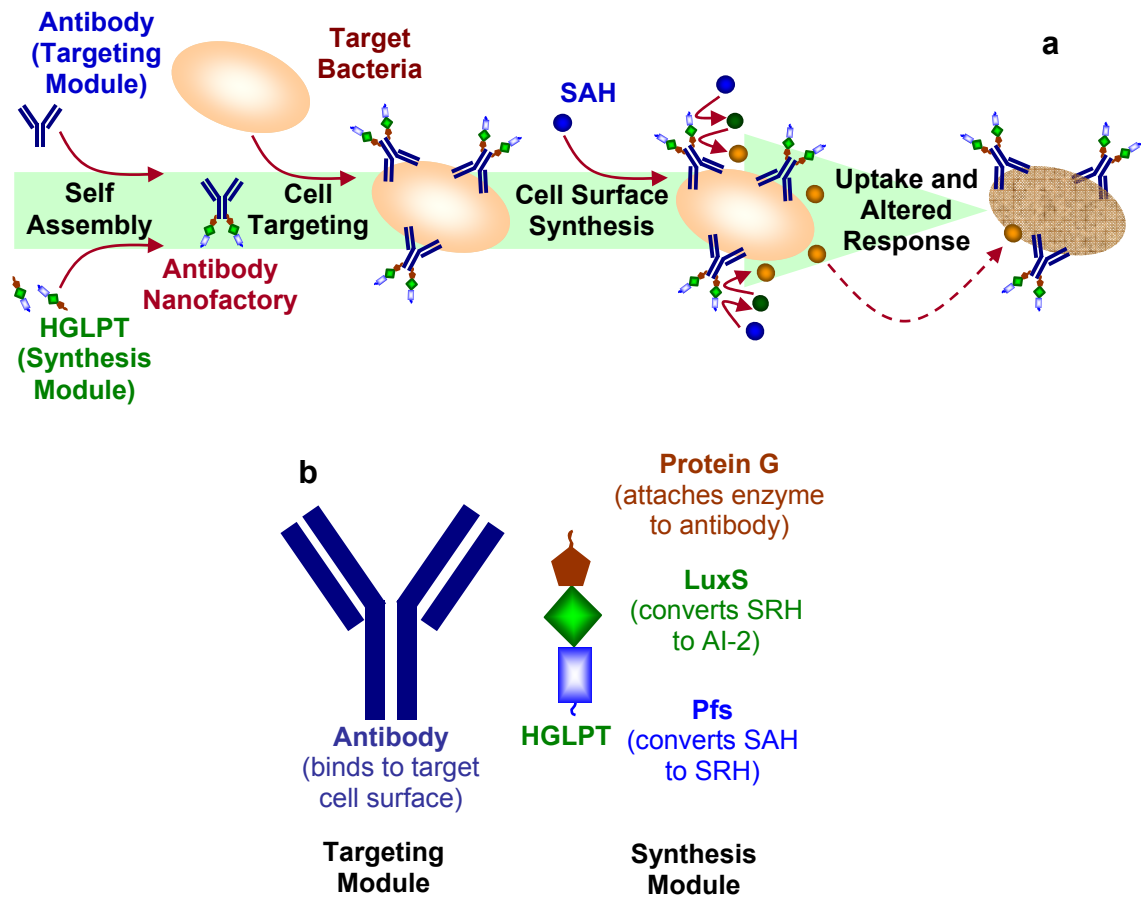 a
Antibody
(Targeting
Module)
Target
Bacteria
SAH
Self
Assembly
Cell
Targeting
Cell Surface
Synthesis
Uptake and
Altered
Response
Antibody
Nanofactory
HGLPT
(Synthesis
Module)
b
Protein G
(attaches enzyme
to antibody)
LuxS
(converts SRH
to AI-2)
Pfs
(converts SAH
to SRH)
HGLPT
Antibody
(binds to target
cell surface)
Targeting
Module
Synthesis
Module